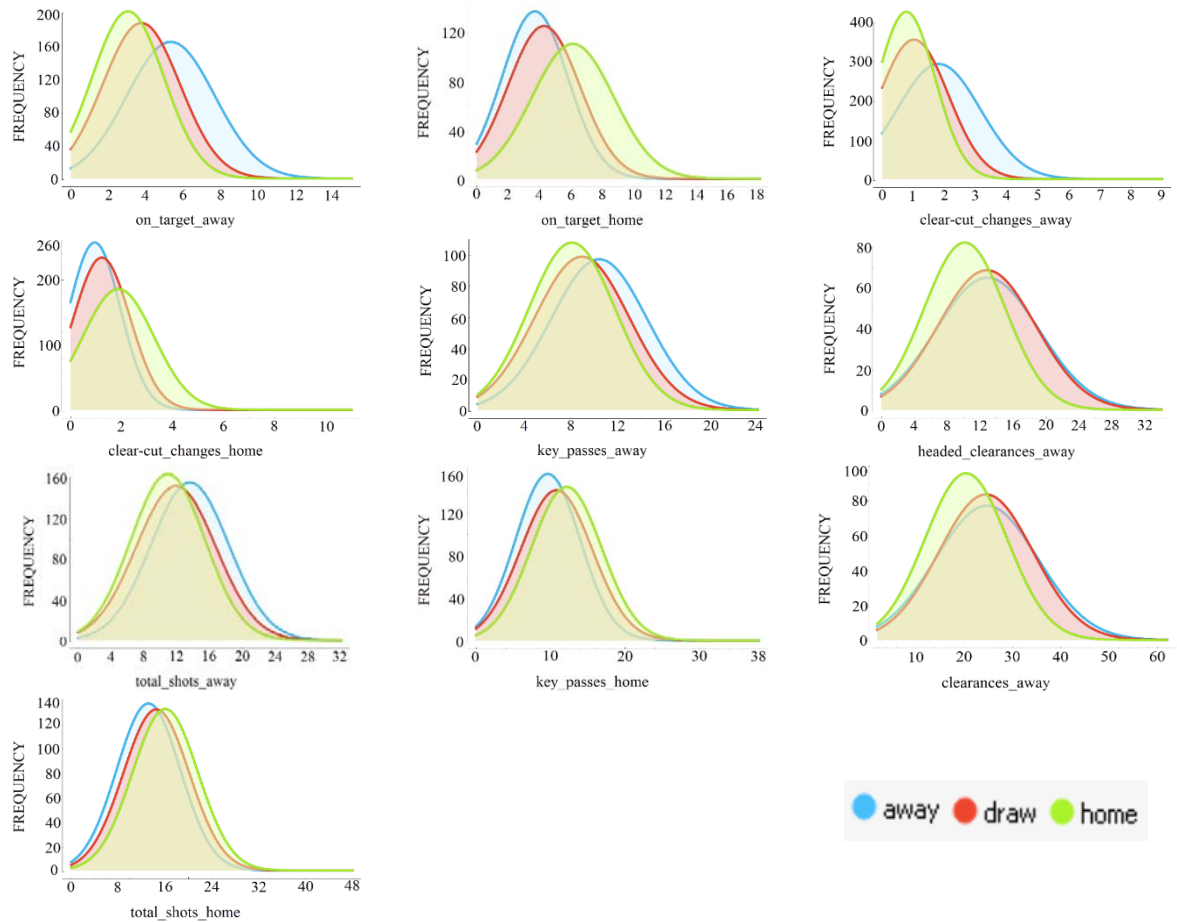 200
160
120
80
40
0
FREQUENCY
0 2 4 6 8 10 12 14
on_target_away
120
80
40
0
FREQUENCY
0 2 4 6 8 10 12 14 16 18
on_target_home
400
300
200
100
0
FREQUENCY
0 1 2 3 4 5 6 7 8 9
clear-cut_changes_away
260
200
100
0
FREQUENCY
0 2 4 6 8 10
clear-cut_changes_home
100
80
60
40
20
0
FREQUENCY
0 4 8 12 16 20 24
key_passes_away
80
60
40
20
0
FREQUENCY
0 4 8 12 16 20 24 28 32
headed_clearances_away
160
120
80
40
0
FREQUENCY
0 4 8 12 16 20 24 28 32
total_shots_away
160
120
80
40
0
FREQUENCY
0 10 20 30 38
key_passes_home
100
80
60
40
20
0
FREQUENCY
2 10 20 30 40 50 60
clearances_away
140
120
100
80
60
40
20
0
FREQUENCY
0 8 16 24 32 40 48
total_shots_home
away draw home